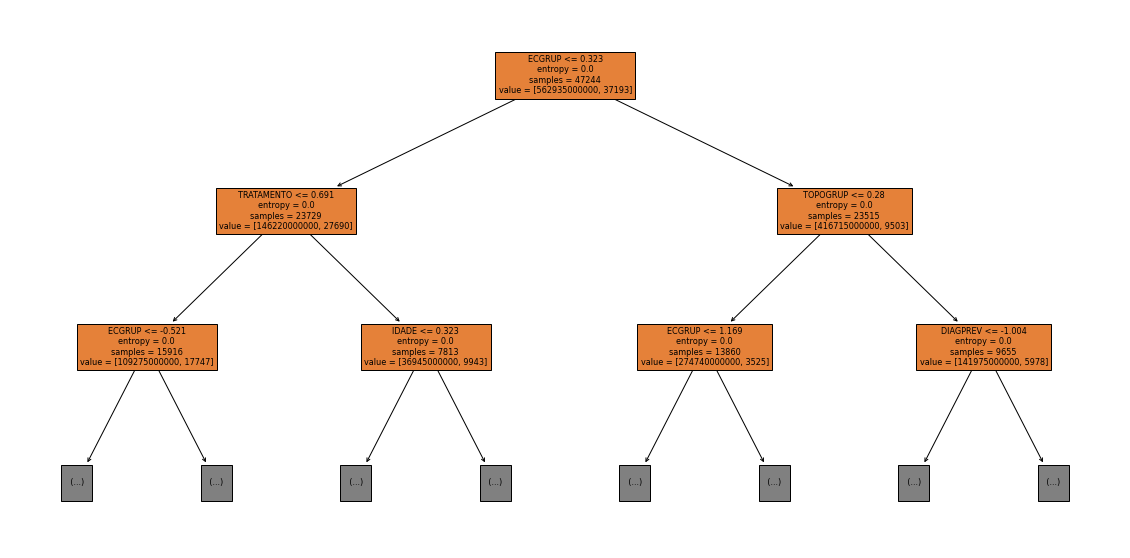 ECGRUP <= 0.323
entropy = 0.0
samples = 47244
value = [562935000000, 37193]
TRATAMENTO <= 0.691
entropy = 0.0
samples = 23729
value = [146220000000, 27690]
TOPOGRUP <= 0.28
entropy = 0.0
samples = 23515
value = [416715000000, 9503]
ECGRUP <= -0.521
entropy = 0.0
samples = 15916
value = [109275000000, 17747]
IDADE <= 0.323
entropy = 0.0
samples = 7813
value = [36945000000, 9943]
ECGRUP <= 1.169
entropy = 0.0
samples = 13860
value = [274740000000, 3525]
DIAGPREV <= -1.004
entropy = 0.0
samples = 9655
value = [141975000000, 5978]
(...)
(...)
(...)
(...)
(...)
(...)
(...)
(...)